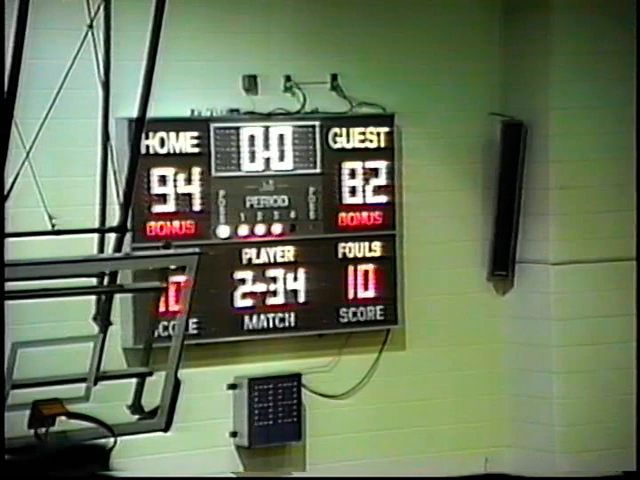 HOME 0:0 GUEST
94 82
PERIOD
BONUS 1 2 3 4 BONUS
PLAYER FOULS
10 2-34 10
MATCH SCORE